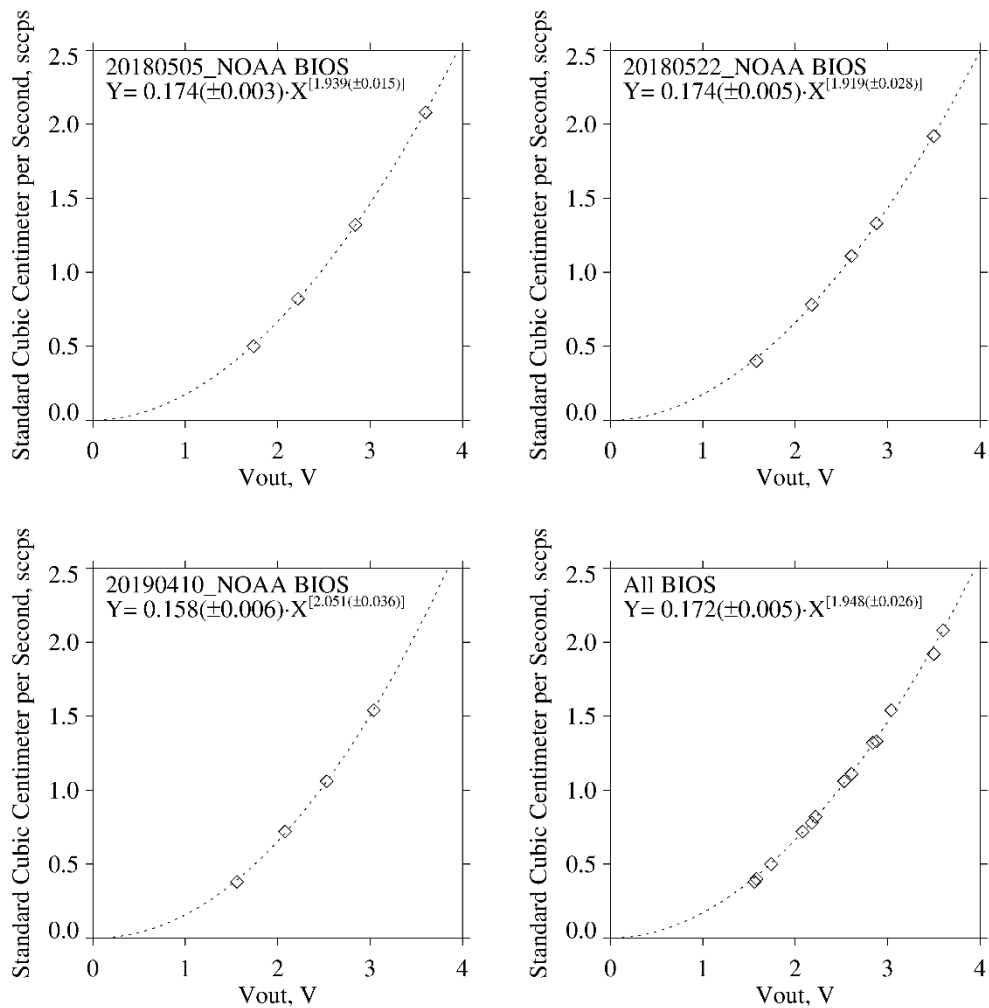 Standard Cubic Centimeter per Second, sccps
2.5
2.0
1.5
1.0
0.5
0.0
20180505_NOAA BIOS
Y= 0.174(±0.003)·X[1.939(±0.015)]
0 1 2 3 4
Vout, V
Standard Cubic Centimeter per Second, sccps
2.5
2.0
1.5
1.0
0.5
0.0
20180522_NOAA BIOS
Y= 0.174(±0.005)·X[1.919(±0.028)]
0 1 2 3 4
Vout, V
Standard Cubic Centimeter per Second, sccps
2.5
2.0
1.5
1.0
0.5
0.0
20190410_NOAA BIOS
Y= 0.158(±0.006)·X[2.051(±0.036)]
0 1 2 3 4
Vout, V
Standard Cubic Centimeter per Second, sccps
2.5
2.0
1.5
1.0
0.5
0.0
All BIOS
Y= 0.172(±0.005)·X[1.948(±0.026)]
0 1 2 3 4
Vout, V